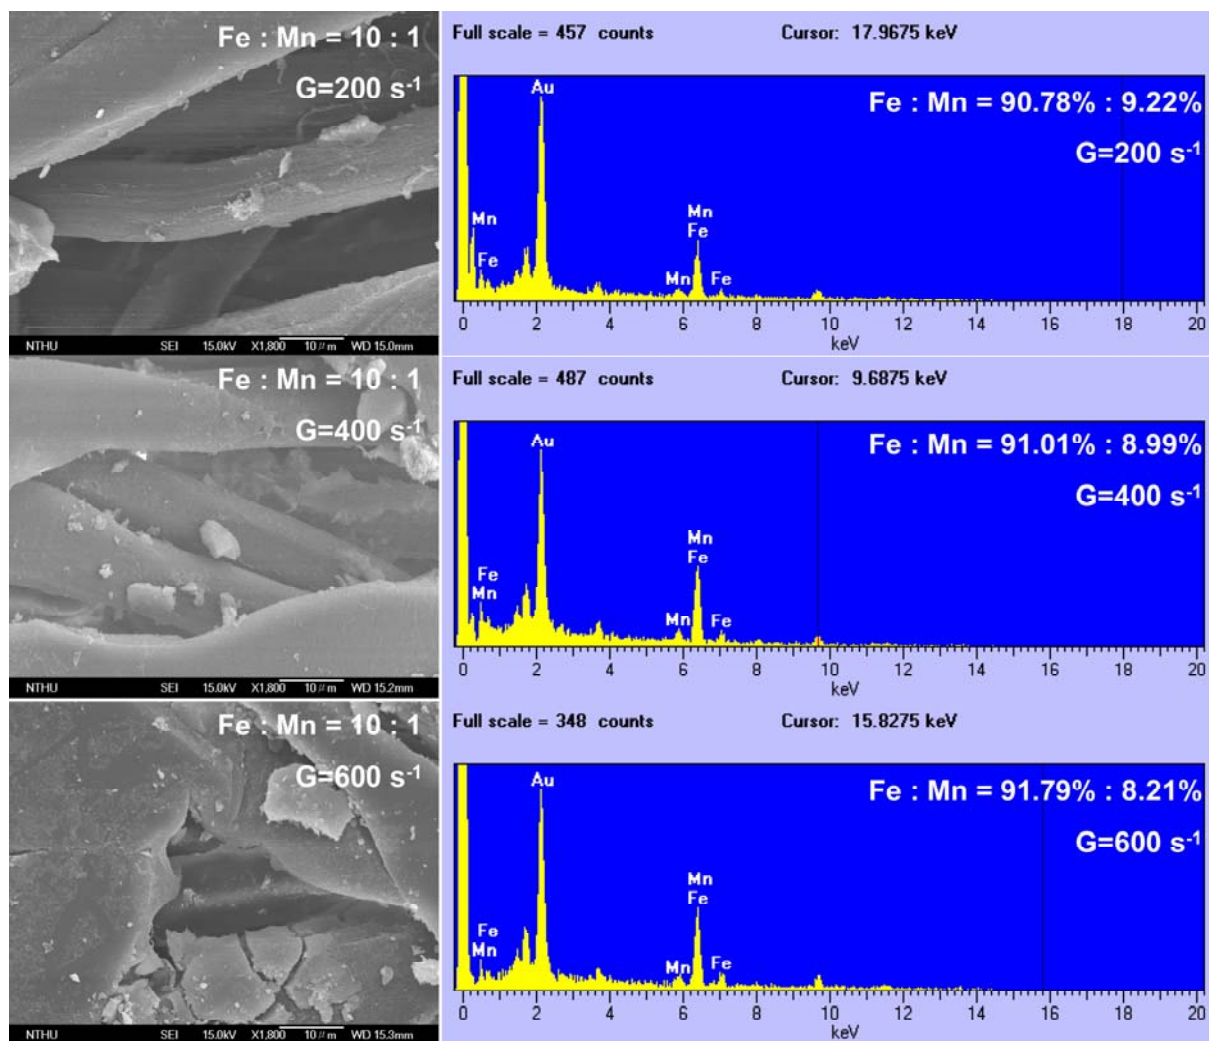 Fe : Mn = 10 : 1
G=200 s-1
NTHU SEI 15.0kV X1,800 10μm WD 15.0mm
Full scale = 457 counts Cursor: 17.9675 keV
Fe : Mn = 90.78% : 9.22%
G=200 s-1
Au
Mn
Fe
Mn
Fe
Mn
Fe
0 2 4 6 8 10 12 14 16 18 20
keV
Fe : Mn = 10 : 1
G=400 s-1
NTHU SEI 15.0kV X1,800 10μm WD 15.2mm
Full scale = 487 counts Cursor: 9.6875 keV
Fe : Mn = 91.01% : 8.99%
G=400 s-1
Au
Mn
Fe
Fe
Mn
Mn
Fe
0 2 4 6 8 10 12 14 16 18 20
keV
Fe : Mn = 10 : 1
G=600 s-1
NTHU SEI 15.0kV X1,800 10μm WD 15.3mm
Full scale = 348 counts Cursor: 15.8275 keV
Fe : Mn = 91.79% : 8.21%
G=600 s-1
Au
Mn
Fe
Fe
Mn
Mn
Fe
0 2 4 6 8 10 12 14 16 18 20
keV